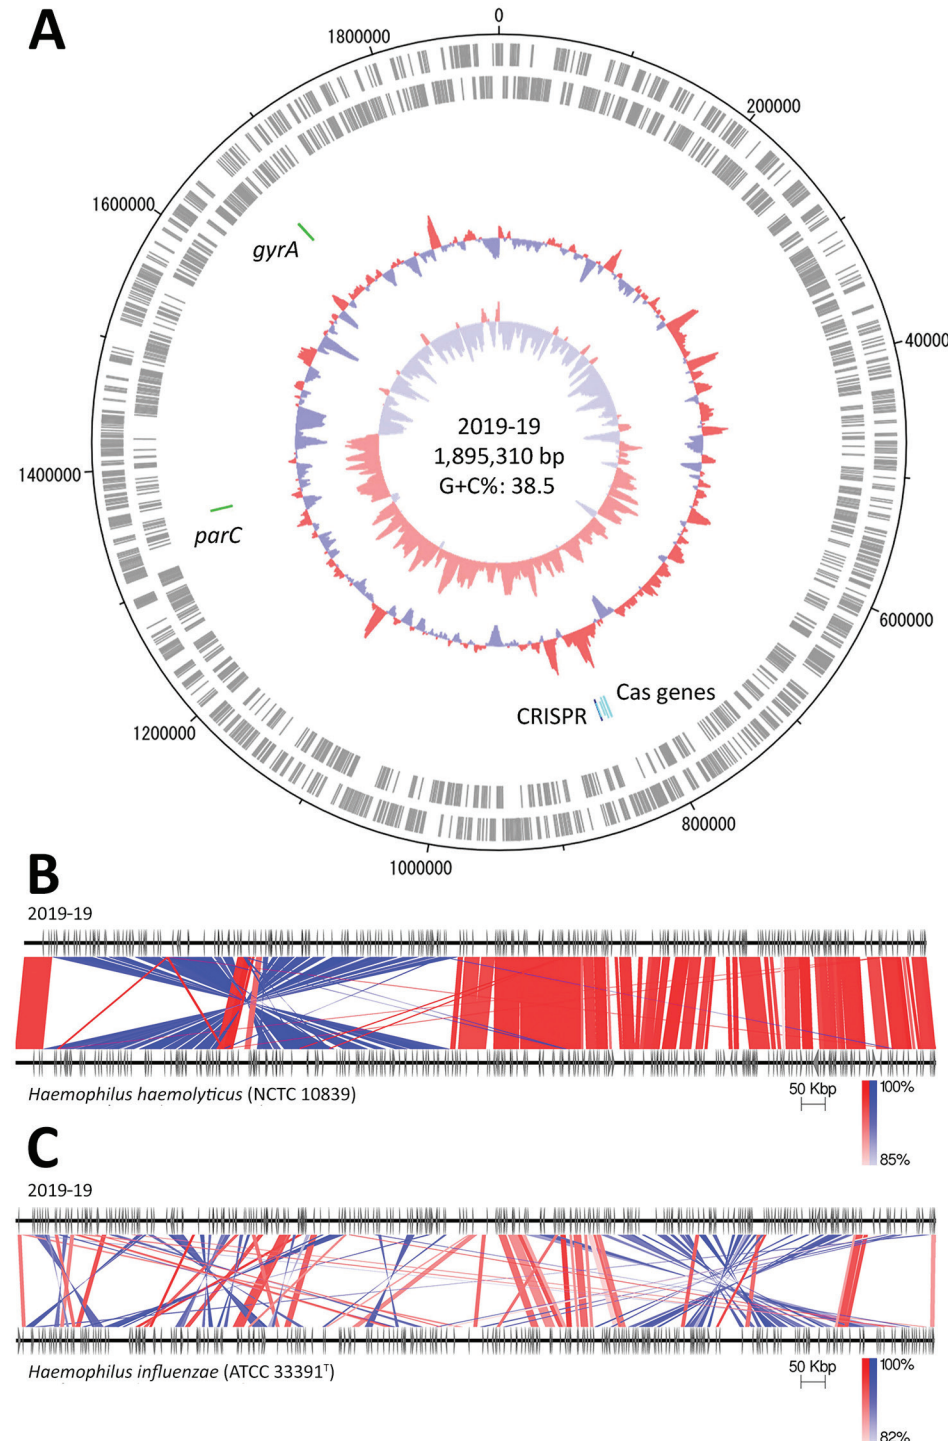 A
0
1800000
200000
1600000
gyrA
40000
2019-19
1,895,310 bp
G+C%: 38.5
1400000
parC
600000
Cas genes
CRISPR
1200000
800000
1000000
B
2019-19
Haemophilus haemolyticus (NCTC 10839)
50 Kbp
100%
85%
C
2019-19
Haemophilus influenzae (ATCC 33391ᵀ)
50 Kbp
100%
82%